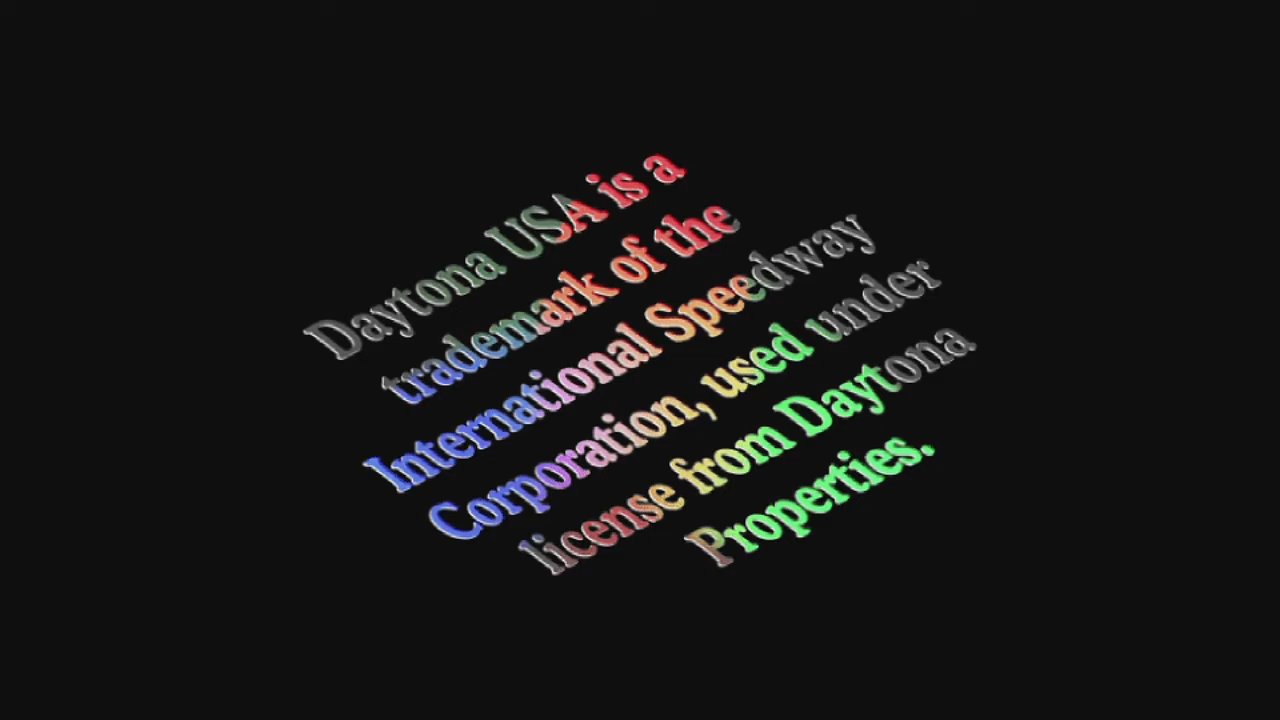 Daytona USA is a
trademark of the
International Speedway
Corporation, used under
license from Daytona
Properties.